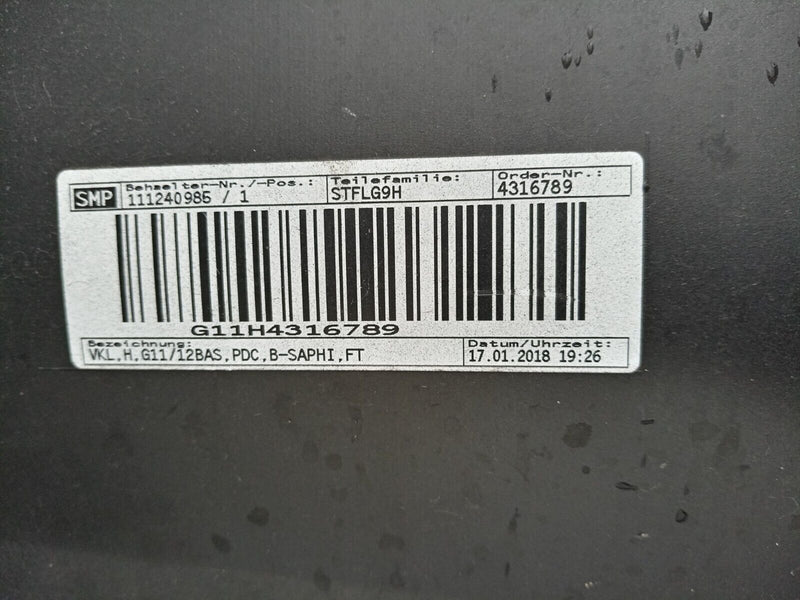 SMP
Behaelter-Nr./-Pos.:
111240985 / 1
Teilefamilie:
STFLG9H
Order-Nr.:
4316789
G11H4316789
Bezeichnung:
VKL,H,G11/12BAS,PDC,B-SAPHI,FT
Datum/Uhrzeit:
17.01.2018 19:26